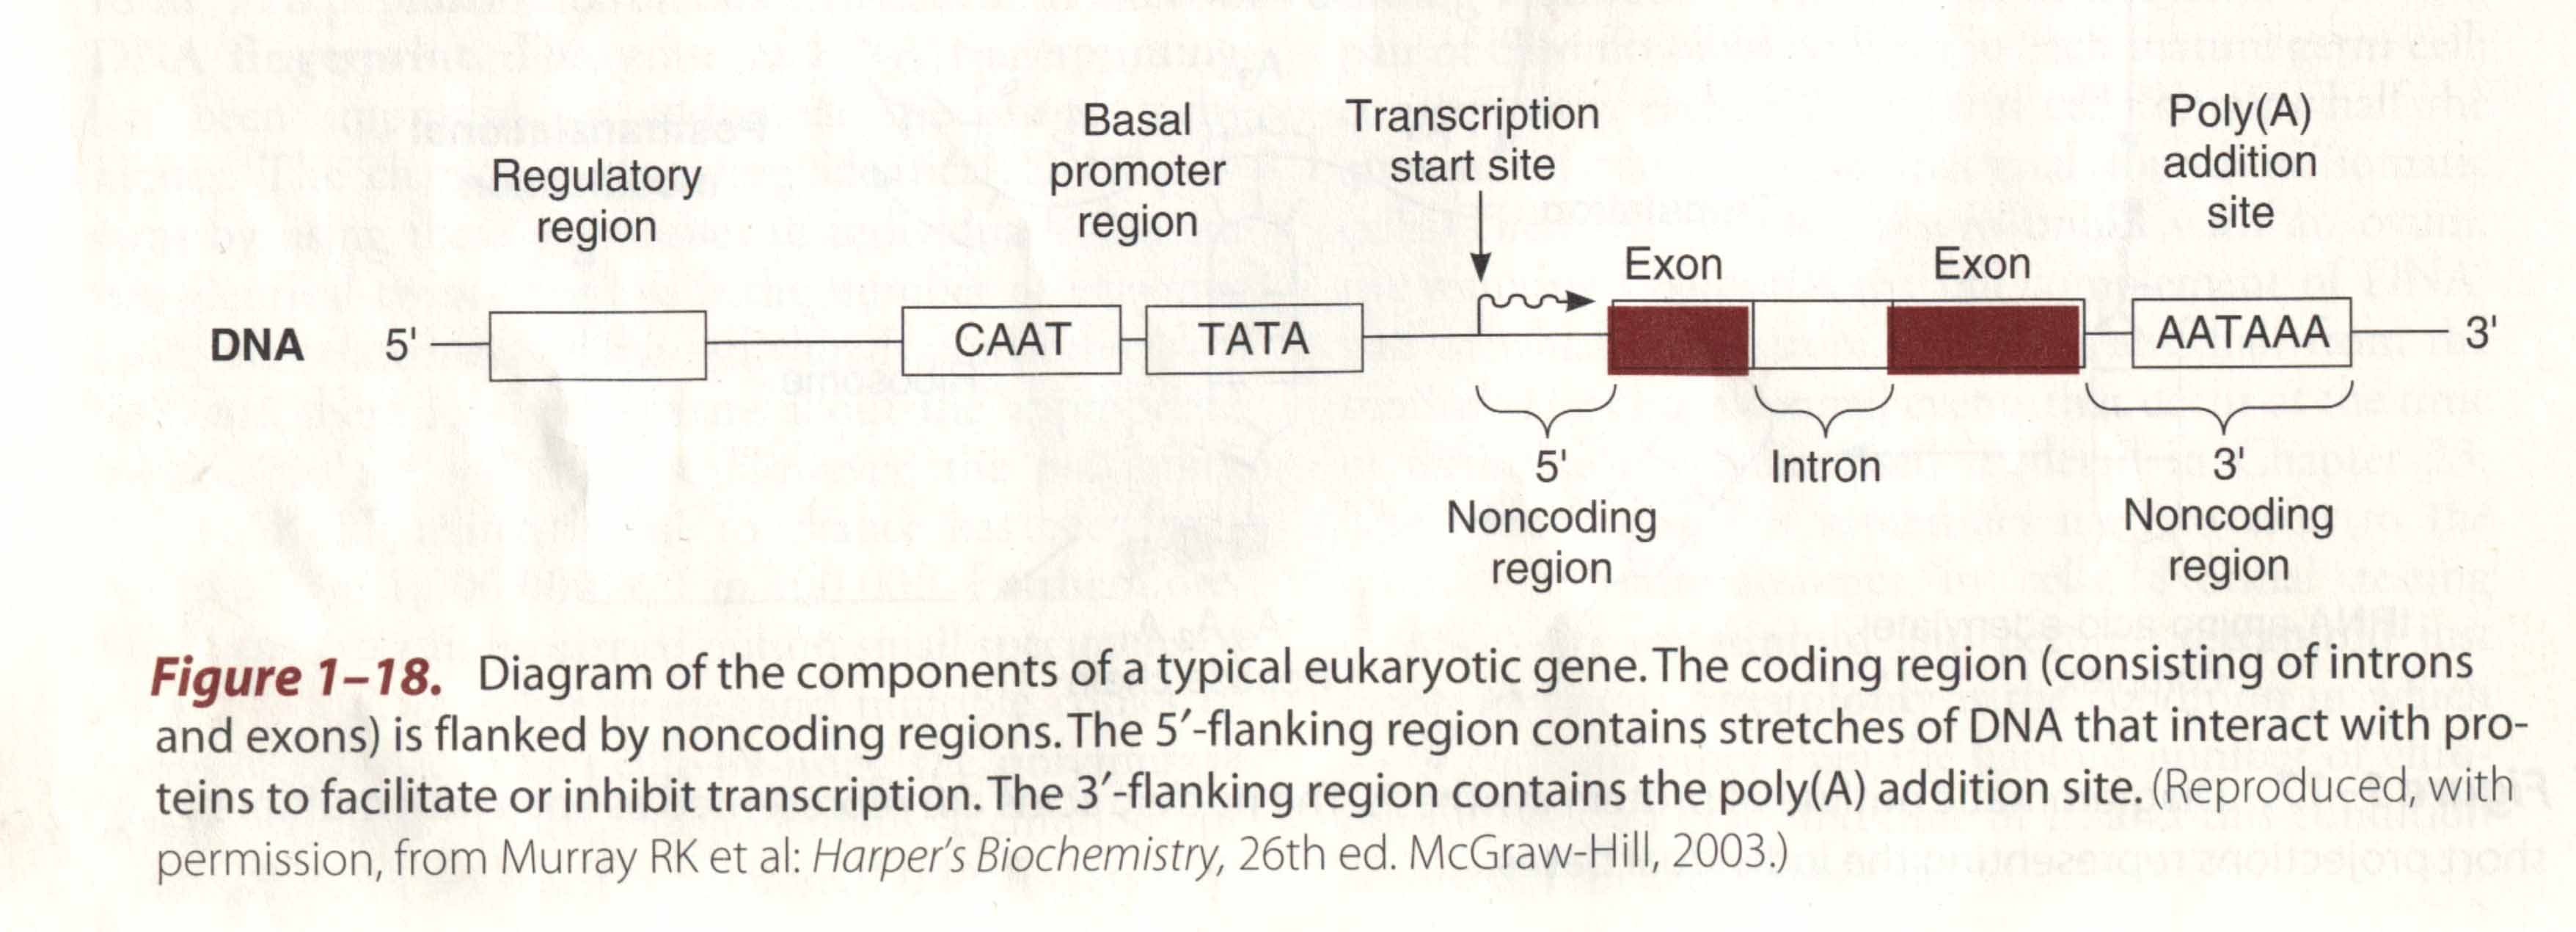 Regulatory
region
Basal
promoter
region
Transcription
start site
Poly(A)
addition
site
Exon
Exon
DNA 5' CAAT TATA AATAAA 3'
5'
Noncoding
region
Intron
3'
Noncoding
region
Figure 1–18. Diagram of the components of a typical eukaryotic gene. The coding region (consisting of introns
and exons) is flanked by noncoding regions. The 5′-flanking region contains stretches of DNA that interact with pro-
teins to facilitate or inhibit transcription. The 3′-flanking region contains the poly(A) addition site. (Reproduced, with
permission, from Murray RK et al: Harper's Biochemistry, 26th ed. McGraw-Hill, 2003.)